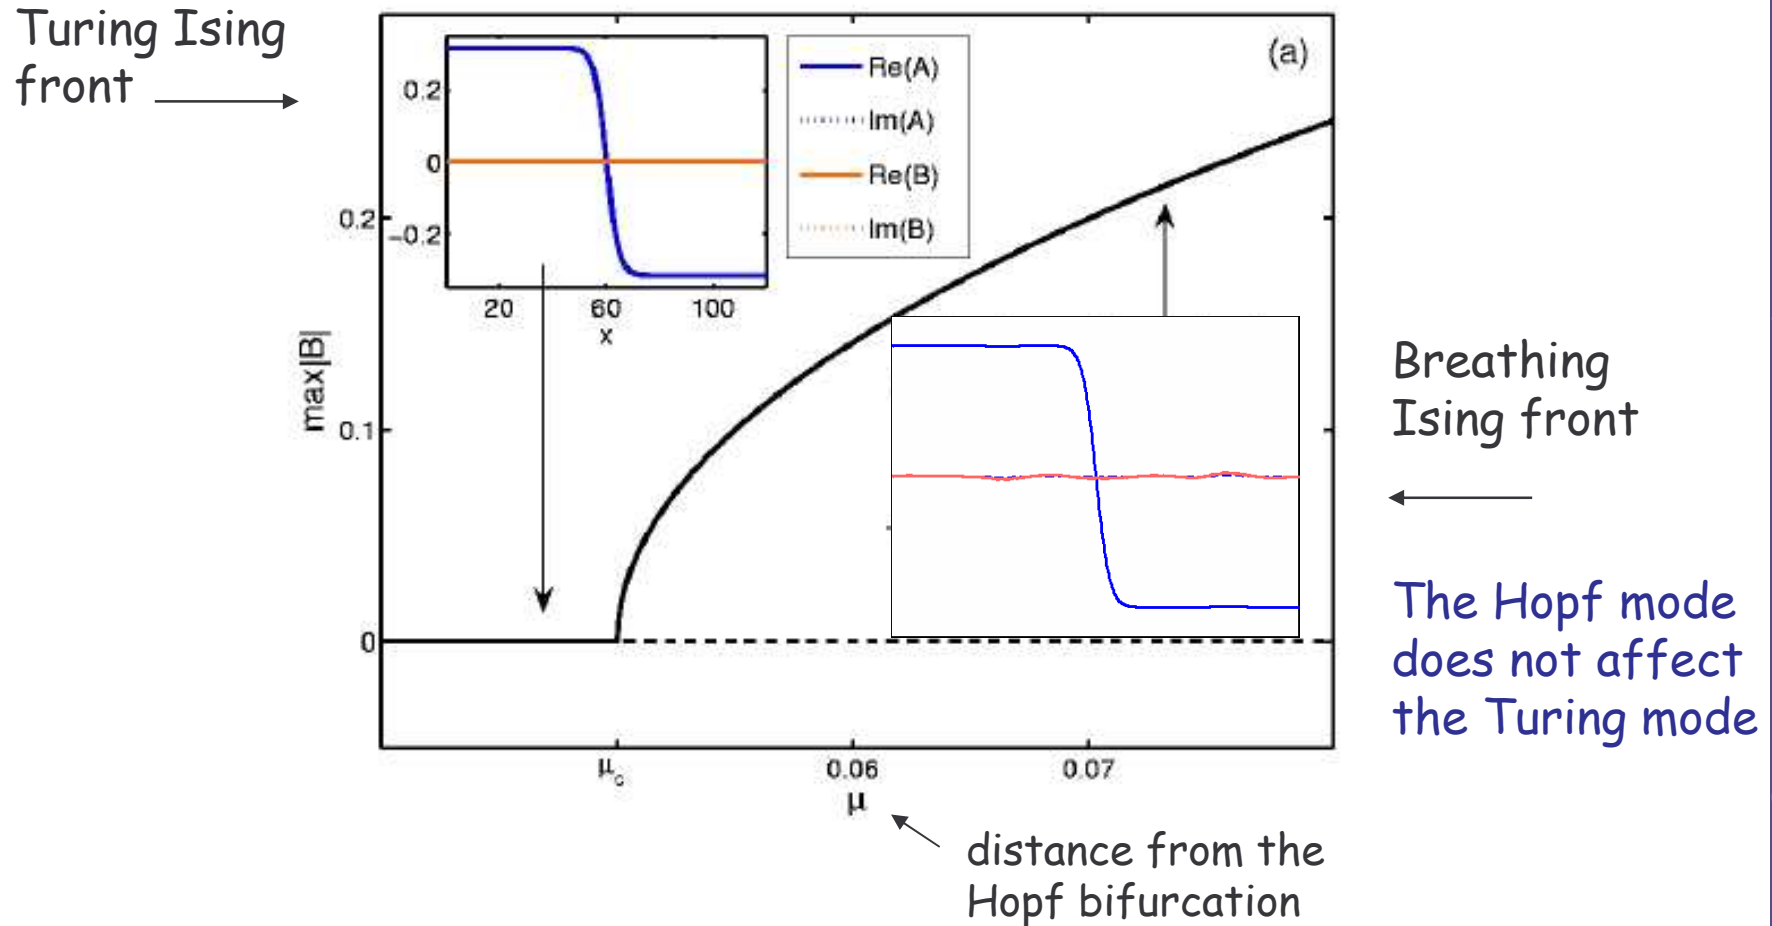 Turing Ising
front
(a)
0.2
0
-0.2
20
60
100
x
Re(A)
Im(A)
Re(B)
Im(B)
max|B|
0.2
0.1
0
μc
0.06
0.07
μ
Breathing
Ising front
The Hopf mode
does not affect
the Turing mode
distance from the
Hopf bifurcation